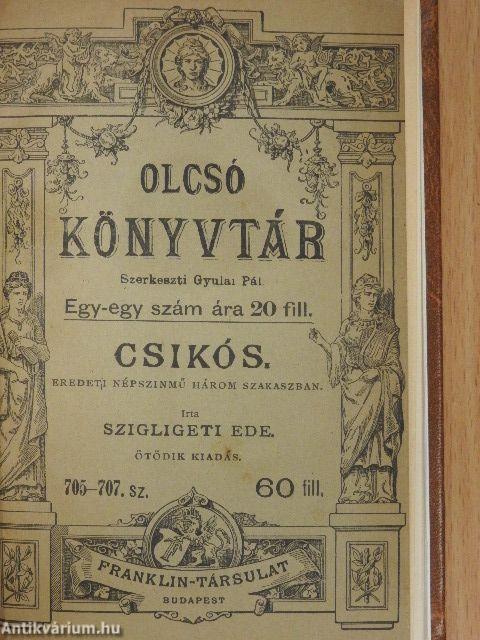 OLCSÓ
KÖNYVTÁR
Szerkeszti Gyulai Pál
Egy-egy szám ára 20 fill.
CSIKÓS.
EREDETI NÉPSZINMŰ HÁROM SZAKASZBAN.
Irta
SZIGLIGETI EDE.
ÖTÖDIK KIADÁS.
705–707. sz. 60 fill.
FRANKLIN-TÁRSULAT
BUDAPEST
Antikvárium.hu